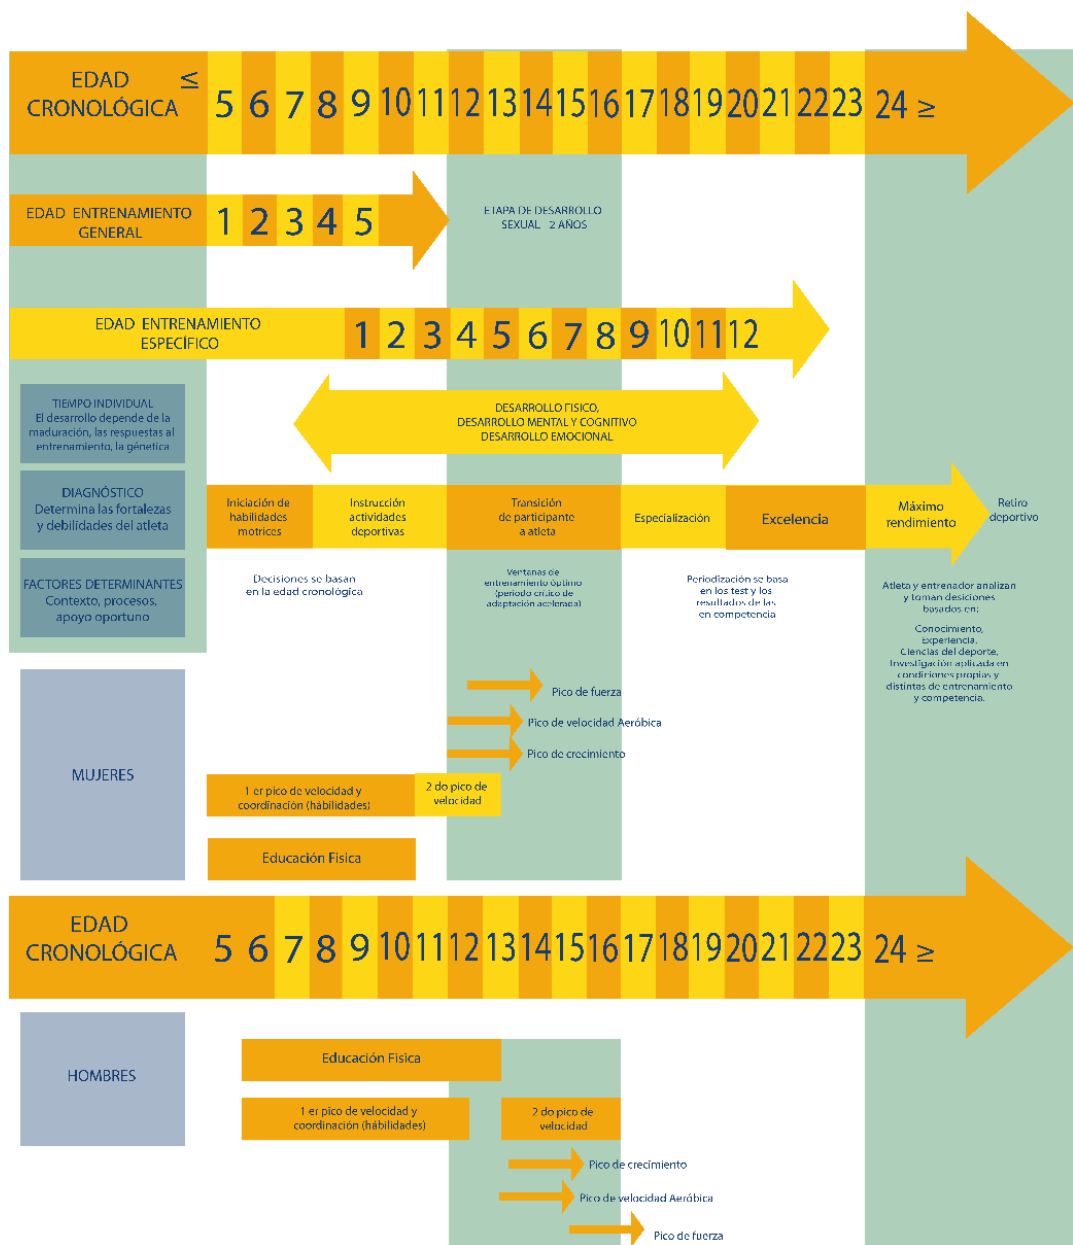 EDAD
CRONOLÓGICA
≤
5 6 7 8 9 10 11 12 13 14 15 16 17 18 19 20 21 22 23 24 ≥
EDAD ENTRENAMIENTO
GENERAL
1 2 3 4 5
ETAPA DE DESARROLLO
SEXUAL 2 AÑOS
EDAD ENTRENAMIENTO
ESPECÍFICO
1 2 3 4 5 6 7 8 9 10 11 12
TIEMPO INDIVIDUAL
El desarrollo depende de la
maduración, las respuestas al
entrenamiento, la génetica
DESARROLLO FISICO,
DESARROLLO MENTAL Y COGNITIVO
DESARROLLO EMOCIONAL
DIAGNÓSTICO
Determina las fortalezas
y debilidades del atleta
Iniciación de
habilidades
motrices
Instrucción
actividades
deportivas
Transición
de participante
a atleta
Especialización
Excelencia
Máximo
rendimiento
Retiro
deportivo
FACTORES DETERMINANTES
Contexto, procesos,
apoyo oportuno
Decisiones se basan
en la edad cronológica
Ventanas de
entrenamiento óptimo
(periodo crítico de
adaptación acelerada)
Periodización se basa
en los test y los
resultados de las
en competencia
Atleta y entrenador analizan
y toman desiciones
basados en:
Conocimiento,
Experiencia,
Ciencias del deporte,
Investigación aplicada en
condiciones propias y
distintas de entrenamiento
y competencia.
MUJERES
Pico de fuerza
Pico de velocidad Aeróbica
Pico de crecimiento
1 er pico de velocidad y
coordinación (hábilidades)
2 do pico de
velocidad
Educación Fisica
EDAD
CRONOLÓGICA
5 6 7 8 9 10 11 12 13 14 15 16 17 18 19 20 21 22 23 24 ≥
HOMBRES
Educación Fisica
1 er pico de velocidad y
coordinación (hábilidades)
2 do pico de
velocidad
Pico de crecimiento
Pico de velocidad Aeróbica
Pico de fuerza